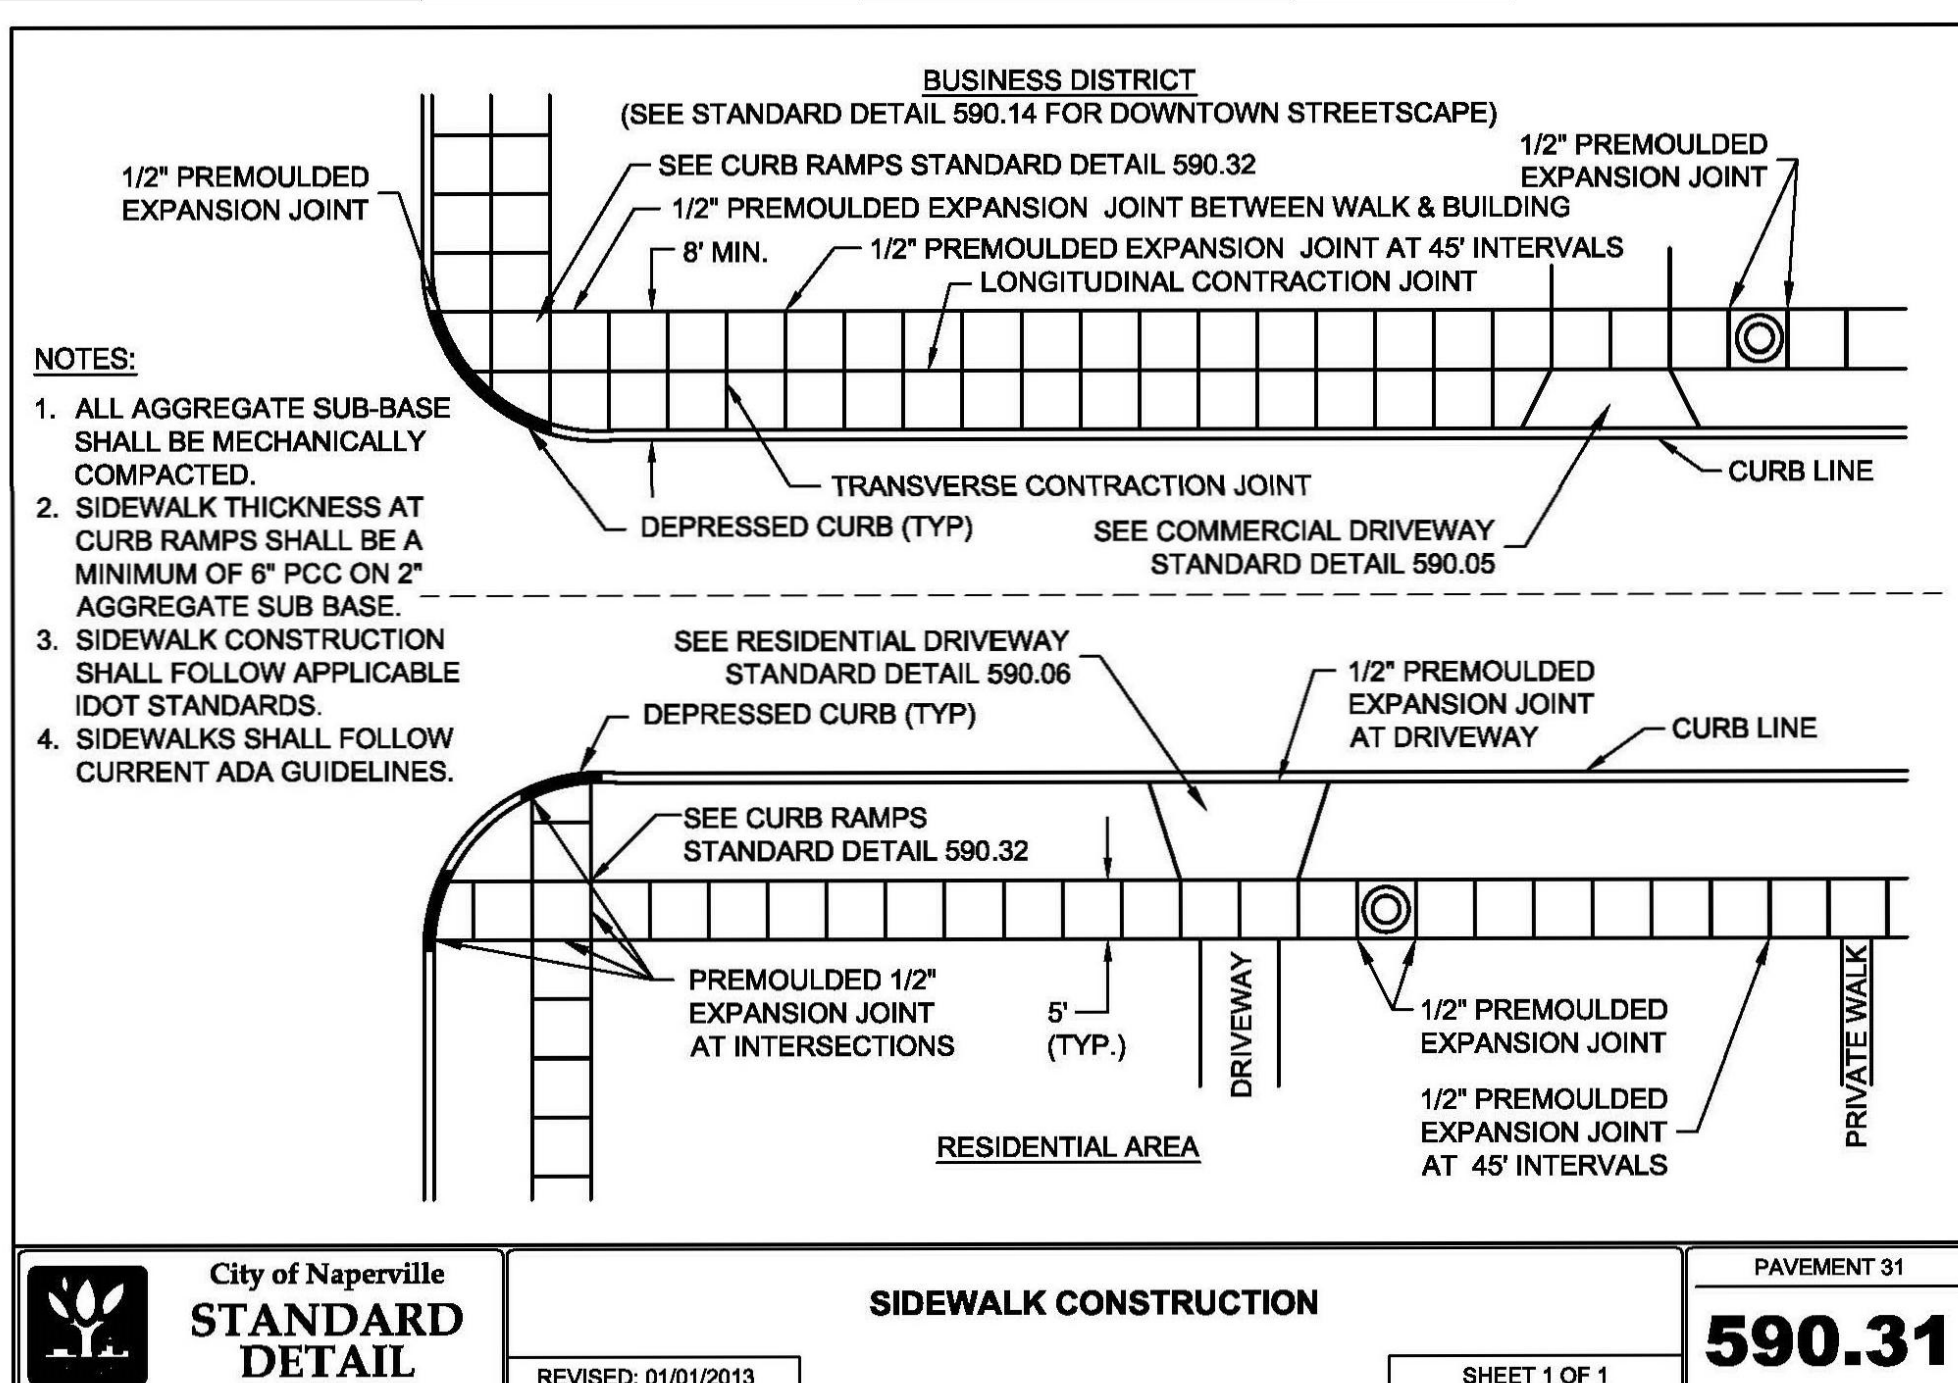 BUSINESS DISTRICT
(SEE STANDARD DETAIL 590.14 FOR DOWNTOWN STREETSCAPE)
1/2" PREMOULDED
EXPANSION JOINT
SEE CURB RAMPS STANDARD DETAIL 590.32
1/2" PREMOULDED
EXPANSION JOINT
1/2" PREMOULDED EXPANSION JOINT BETWEEN WALK & BUILDING
8' MIN.
1/2" PREMOULDED EXPANSION JOINT AT 45' INTERVALS
LONGITUDINAL CONTRACTION JOINT
NOTES:
1. ALL AGGREGATE SUB-BASE
SHALL BE MECHANICALLY
COMPACTED.
2. SIDEWALK THICKNESS AT
CURB RAMPS SHALL BE A
MINIMUM OF 6" PCC ON 2"
AGGREGATE SUB BASE.
3. SIDEWALK CONSTRUCTION
SHALL FOLLOW APPLICABLE
IDOT STANDARDS.
4. SIDEWALKS SHALL FOLLOW
CURRENT ADA GUIDELINES.
TRANSVERSE CONTRACTION JOINT
CURB LINE
DEPRESSED CURB (TYP)
SEE COMMERCIAL DRIVEWAY
STANDARD DETAIL 590.05
SEE RESIDENTIAL DRIVEWAY
STANDARD DETAIL 590.06
DEPRESSED CURB (TYP)
1/2" PREMOULDED
EXPANSION JOINT
AT DRIVEWAY
CURB LINE
SEE CURB RAMPS
STANDARD DETAIL 590.32
PREMOULDED 1/2"
EXPANSION JOINT
AT INTERSECTIONS
5'
(TYP.)
DRIVEWAY
1/2" PREMOULDED
EXPANSION JOINT
1/2" PREMOULDED
EXPANSION JOINT
AT 45' INTERVALS
PRIVATE WALK
RESIDENTIAL AREA
City of Naperville
STANDARD
DETAIL
SIDEWALK CONSTRUCTION
REVISED: 01/01/2013
SHEET 1 OF 1
PAVEMENT 31
590.31